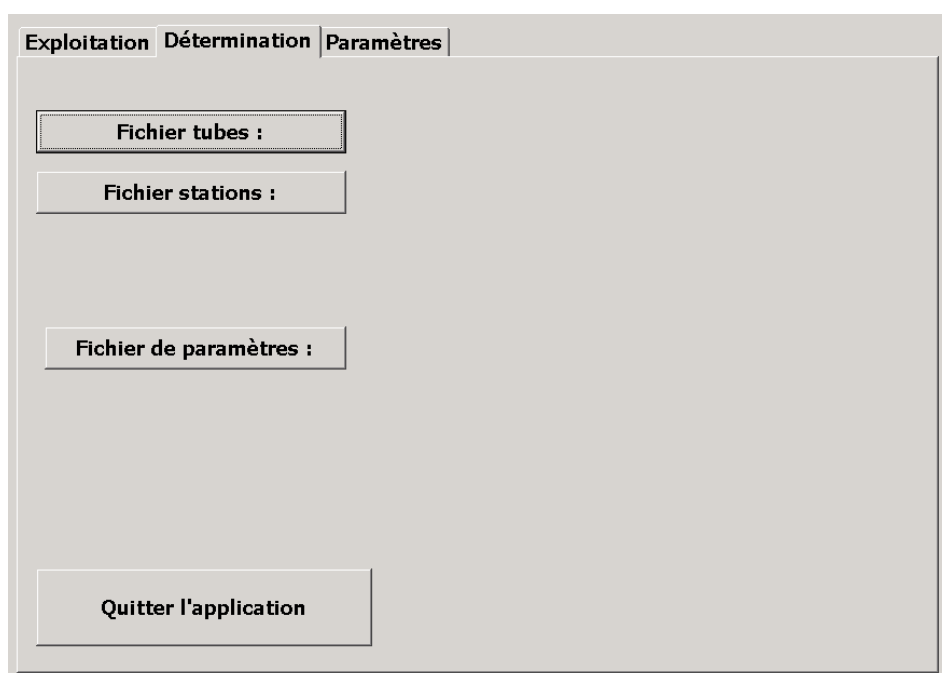 Exploitation Détermination Paramètres
Fichier tubes :
Fichier stations :
Fichier de paramètres :
Quitter l'application